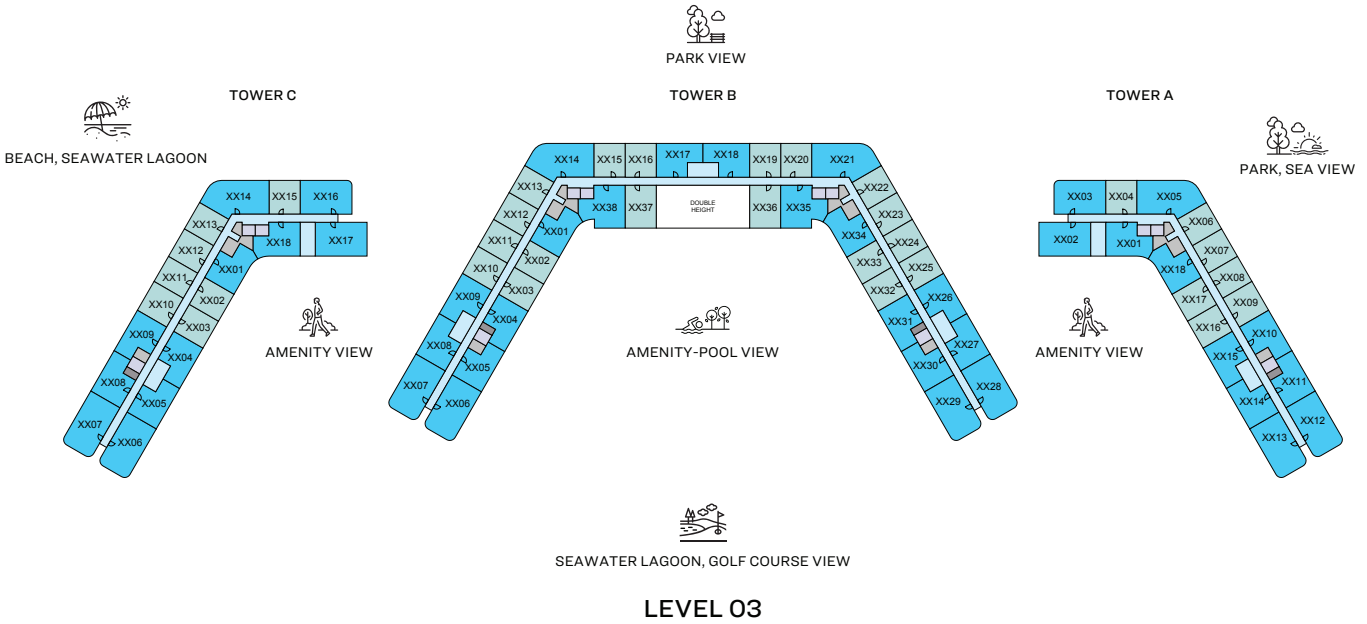 PARK VIEW
TOWER C
TOWER B
TOWER A
BEACH, SEAWATER LAGOON
PARK, SEA VIEW
XX14
XX15
XX16
XX13
XX12
XX11
XX10
XX09
XX08
XX07
XX18
XX17
XX01
XX02
XX03
XX04
XX05
XX06
AMENITY VIEW
XX14
XX15
XX16
XX17
XX18
XX19
XX20
XX21
XX13
XX12
XX11
XX10
XX09
XX08
XX07
XX38
XX37
DOUBLE
HEIGHT
XX36
XX35
XX01
XX02
XX03
XX04
XX05
XX06
XX22
XX23
XX24
XX25
XX26
XX27
XX28
XX34
XX33
XX32
XX31
XX30
XX29
AMENITY-POOL VIEW
XX03
XX04
XX05
XX02
XX01
XX06
XX07
XX08
XX09
XX10
XX11
XX12
XX18
XX17
XX16
XX15
XX14
XX13
AMENITY VIEW
SEAWATER LAGOON, GOLF COURSE VIEW
LEVEL 03